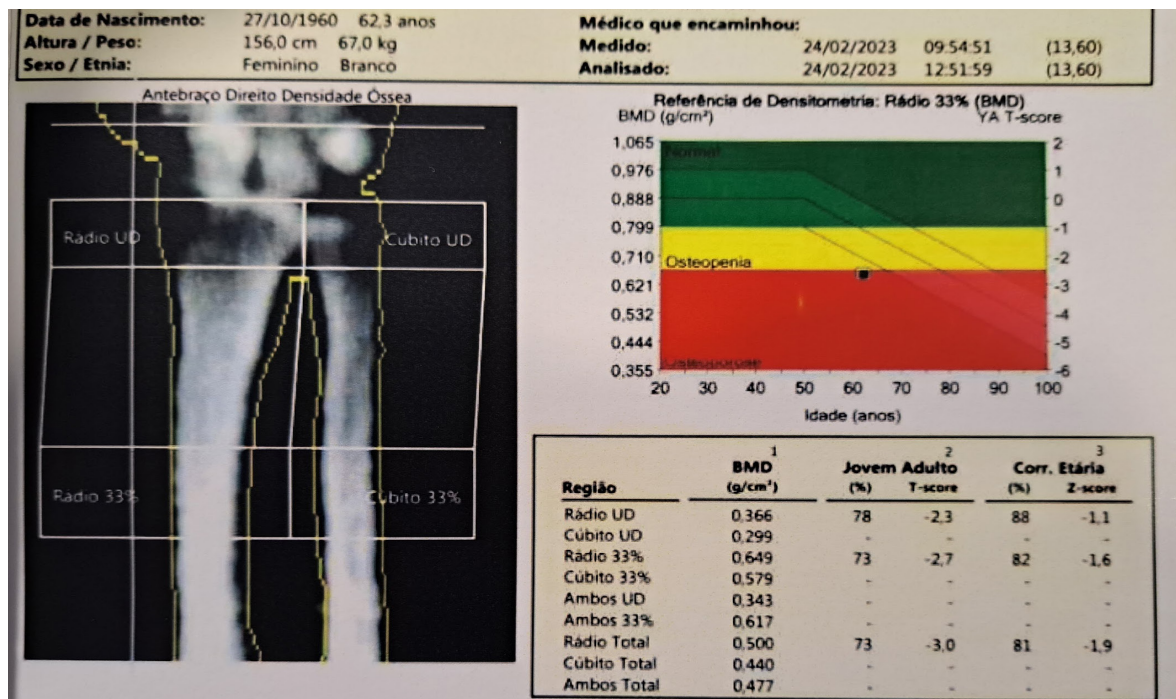 Data de Nascimento: 27/10/1960 62,3 anos
Altura / Peso: 156,0 cm 67,0 kg
Sexo / Etnia: Feminino Branco
Médico que encaminhou:
Medido: 24/02/2023 09:54:51 (13,60)
Analisado: 24/02/2023 12:51:59 (13,60)
Antebraço Direito Densidade Óssea
Rádio UD
Cúbito UD
Rádio 33%
Cúbito 33%
Referência de Densitometria: Rádio 33% (BMD)
BMD (g/cm²) YA T-score
1,065 2
0,976 1
0,888 0
0,799 -1
0,710 -2
0,621 -3
0,532 -4
0,444 -5
0,355 -6
Normal
Osteopenia
Osteoporose
20 30 40 50 60 70 80 90 100
Idade (anos)
1 2 3
BMD Jovem Adulto Corr. Etária
Região (g/cm²) (%) T-score (%) Z-score
Rádio UD 0,366 78 -2,3 88 -1,1
Cúbito UD 0,299 - - - -
Rádio 33% 0,649 73 -2,7 82 -1,6
Cúbito 33% 0,579 - - - -
Ambos UD 0,343 - - - -
Ambos 33% 0,617 - - - -
Rádio Total 0,500 73 -3,0 81 -1,9
Cúbito Total 0,440 - - - -
Ambos Total 0,477 - - - -